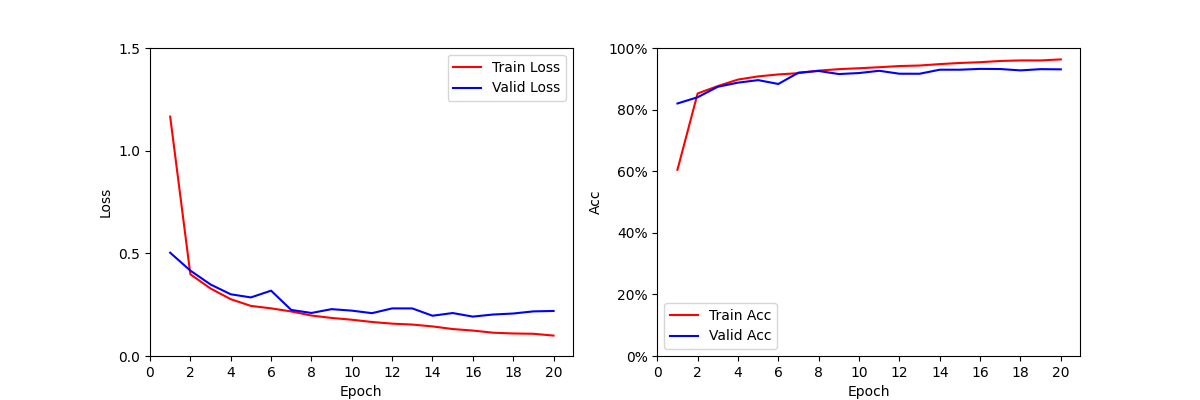 1.5
1.0
0.5
0.0
Loss
0 2 4 6 8 10 12 14 16 18 20
Epoch
Train Loss
Valid Loss
100%
80%
60%
40%
20%
0%
Acc
0 2 4 6 8 10 12 14 16 18 20
Epoch
Train Acc
Valid Acc